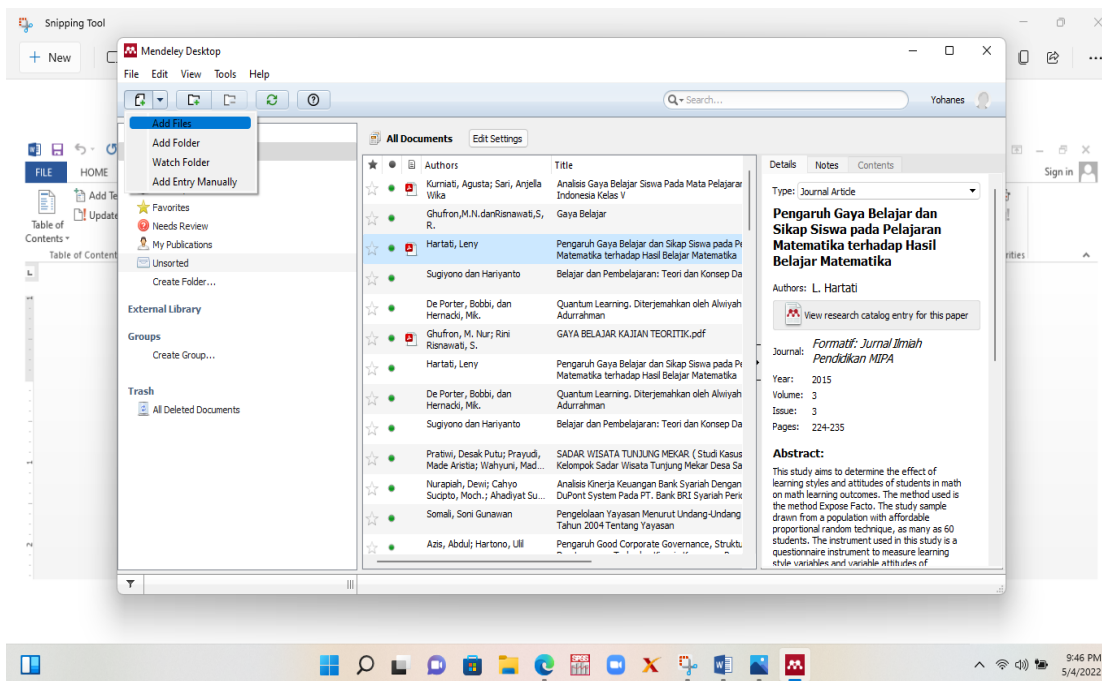 Snipping Tool
New
Mendeley Desktop
File Edit View Tools Help
Search...
Yohanes
Add Files
Add Folder
Watch Folder
Add Entry Manually
Favorites
Needs Review
My Publications
Unsorted
Create Folder...
External Library
Groups
Create Group...
Trash
All Deleted Documents
All Documents Edit Settings
Authors Title
Kurniati, Agusta; Sari, Anjella Wika
Analisis Gaya Belajar Siswa Pada Mata Pelajaran
Indonesia Kelas V
Ghufron,M.N.danRisnawati,S, R.
Gaya Belajar
Hartati, Leny
Pengaruh Gaya Belajar dan Sikap Siswa pada Pe
Matematika terhadap Hasil Belajar Matematika
Sugiyono dan Hariyanto
Belajar dan Pembelajaran: Teori dan Konsep Da
De Porter, Bobbi, dan Hernacki, Mik.
Quantum Learning. Diterjemahkan oleh Alwiyah
Adurrahman
Ghufron, M. Nur; Rini Risnawati, S.
GAYA BELAJAR KAJIAN TEORITIK.pdf
Hartati, Leny
Pengaruh Gaya Belajar dan Sikap Siswa pada Pe
Matematika terhadap Hasil Belajar Matematika
De Porter, Bobbi, dan Hernacki, Mik.
Quantum Learning. Diterjemahkan oleh Alwiyah
Adurrahman
Sugiyono dan Hariyanto
Belajar dan Pembelajaran: Teori dan Konsep Da
Pratiwi, Desak Putu; Prayudi, Made Aristia; Wahyuni, Mad...
SADAR WISATA TUNJUNG MEKAR ( Studi Kasus
Kelompok Sadar Wisata Tunjung Mekar Desa Sa
Nurapiah, Dewi; Cahyo Sucipto, Moch.; Ahadiyat Su...
Analisis Kinerja Keuangan Bank Syariah Dengan
DuPont System Pada PT. Bank BRI Syariah Peri
Somali, Soni Gunawan
Pengelolaan Yayasan Menurut Undang-Undang
Tahun 2004 Tentang Yayasan
Azis, Abdul; Hartono, Ulil
Pengaruh Good Corporate Governance, Struktu
Details Notes Contents
Type: Journal Article
Pengaruh Gaya Belajar dan
Sikap Siswa pada Pelajaran
Matematika terhadap Hasil
Belajar Matematika
Authors: L. Hartati
View research catalog entry for this paper
Journal: Formatif: Jurnal Ilmiah
Pendidikan MIPA
Year: 2015
Volume: 3
Issue: 3
Pages: 224-235
Abstract:
This study aims to determine the effect of
learning styles and attitudes of students in math
on math learning outcomes. The method used is
the method Expose Facto. The study sample
drawn from a population with affordable
proportional random technique, as many as 60
students. The instrument used in this study is a
questionnaire instrument to measure learning
style variables and variable attitudes of
FILE HOME
Sign in
Add Te
Update
Table of
Contents
Table of Content
rities
9:46 PM
5/4/2022